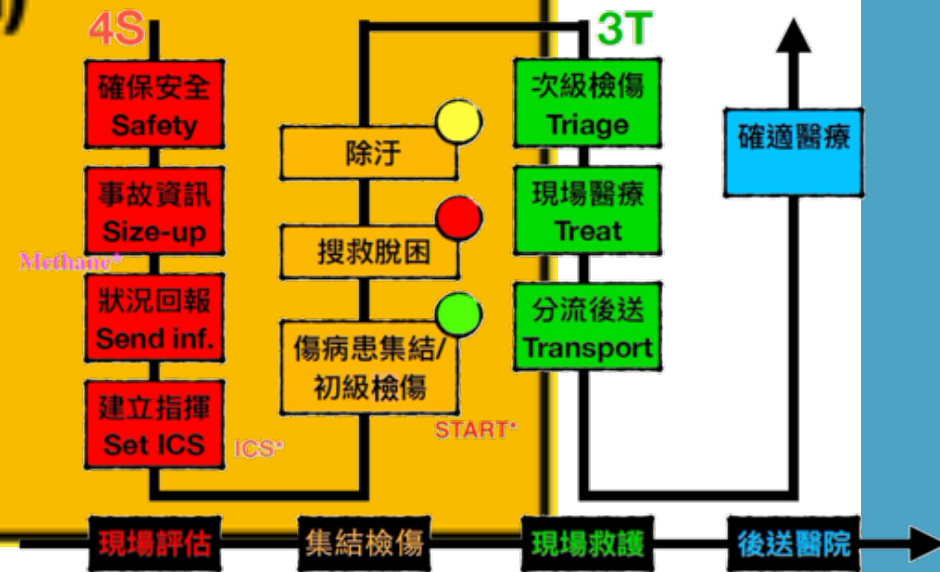 4S
確保安全
Safety
事故資訊
Size-up
Methane*
狀況回報
Send inf.
建立指揮
Set ICS
ICS*
除汙
搜救脫困
傷病患集結/
初級檢傷
START*
3T
次級檢傷
Triage
現場醫療
Treat
分流後送
Transport
確適醫療
現場評估
集結檢傷
現場救護
後送醫院